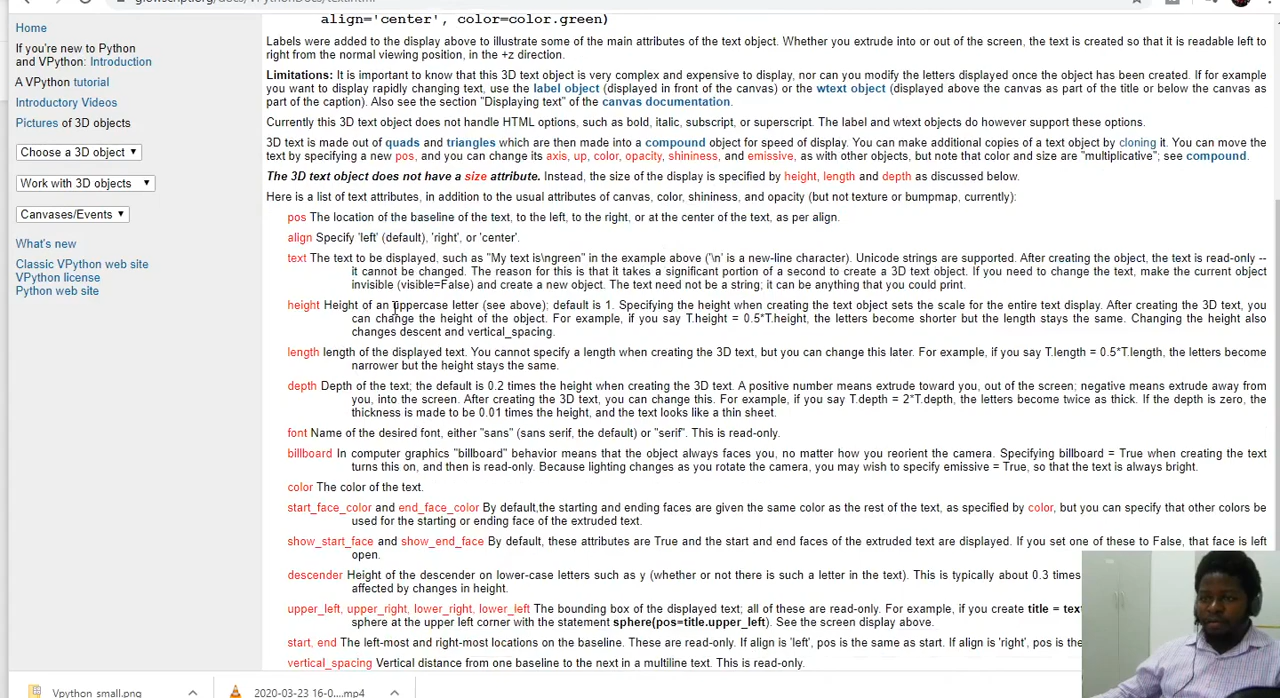 glowscript.org/docs/VPythonDocs/text.html
Home
If you're new to Python
and VPython: Introduction
A VPython tutorial
Introductory Videos
Pictures of 3D objects
Choose a 3D object
Work with 3D objects
Canvases/Events
What's new
Classic VPython web site
VPython license
Python web site
align='center', color=color.green)
Labels were added to the display above to illustrate some of the main attributes of the text object. Whether you extrude into or out of the screen, the text is created so that it is readable left to
right from the normal viewing position, in the +z direction.
Limitations: It is important to know that this 3D text object is very complex and expensive to display, nor can you modify the letters displayed once the object has been created. If for example
you want to display rapidly changing text, use the label object (displayed in front of the canvas) or the wtext object (displayed above the canvas as part of the title or below the canvas as
part of the caption). Also see the section "Displaying text" of the canvas documentation.
Currently this 3D text object does not handle HTML options, such as bold, italic, subscript, or superscript. The label and wtext objects do however support these options.
3D text is made out of quads and triangles which are then made into a compound object for speed of display. You can make additional copies of a text object by cloning it. You can move the
text by specifying a new pos, and you can change its axis, up, color, opacity, shininess, and emissive, as with other objects, but note that color and size are "multiplicative"; see compound.
The 3D text object does not have a size attribute. Instead, the size of the display is specified by height, length and depth as discussed below.
Here is a list of text attributes, in addition to the usual attributes of canvas, color, shininess, and opacity (but not texture or bumpmap, currently):
pos The location of the baseline of the text, to the left, to the right, or at the center of the text, as per align.
align Specify 'left' (default), 'right', or 'center'.
text The text to be displayed, such as "My text is\ngreen" in the example above ('\n' is a new-line character). Unicode strings are supported. After creating the object, the text is read-only --
it cannot be changed. The reason for this is that it takes a significant portion of a second to create a 3D text object. If you need to change the text, make the current object
invisible (visible=False) and create a new object. The text need not be a string; it can be anything that you could print.
height Height of an uppercase letter (see above); default is 1. Specifying the height when creating the text object sets the scale for the entire text display. After creating the 3D text, you
can change the height of the object. For example, if you say T.height = 0.5*T.height, the letters become shorter but the length stays the same. Changing the height also
changes descent and vertical_spacing.
length length of the displayed text. You cannot specify a length when creating the 3D text, but you can change this later. For example, if you say T.length = 0.5*T.length, the letters become
narrower but the height stays the same.
depth Depth of the text; the default is 0.2 times the height when creating the 3D text. A positive number means extrude toward you, out of the screen; negative means extrude away from
you, into the screen. After creating the 3D text, you can change this. For example, if you say T.depth = 2*T.depth, the letters become twice as thick. If the depth is zero, the
thickness is made to be 0.01 times the height, and the text looks like a thin sheet.
font Name of the desired font, either "sans" (sans serif, the default) or "serif". This is read-only.
billboard In computer graphics "billboard" behavior means that the object always faces you, no matter how you reorient the camera. Specifying billboard = True when creating the text
turns this on, and then is read-only. Because lighting changes as you rotate the camera, you may wish to specify emissive = True, so that the text is always bright.
color The color of the text.
start_face_color and end_face_color By default,the starting and ending faces are given the same color as the rest of the text, as specified by color, but you can specify that other colors be
used for the starting or ending face of the extruded text.
show_start_face and show_end_face By default, these attributes are True and the start and end faces of the extruded text are displayed. If you set one of these to False, that face is left
open.
descender Height of the descender on lower-case letters such as y (whether or not there is such a letter in the text). This is typically about 0.3 times
affected by changes in height.
upper_left, upper_right, lower_right, lower_left The bounding box of the displayed text; all of these are read-only. For example, if you create title = tex
sphere at the upper left corner with the statement sphere(pos=title.upper_left). See the screen display above.
start, end The left-most and right-most locations on the baseline. These are read-only. If align is 'left', pos is the same as start. If align is 'right', pos is the
vertical_spacing Vertical distance from one baseline to the next in a multiline text. This is read-only.
Vpython_small.png
2020-03-23 16-0....mp4